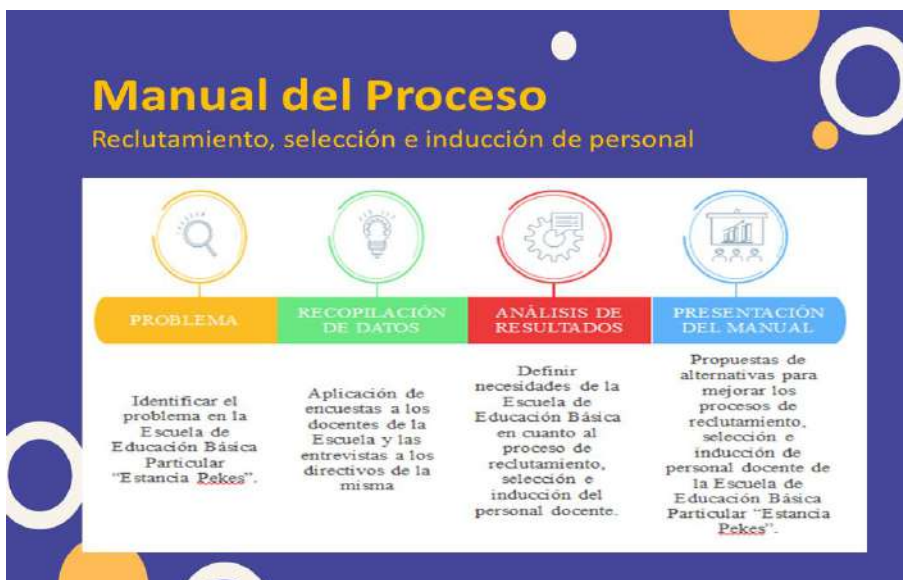 Manual del Proceso
Reclutamiento, selección e inducción de personal
PROBLEMA
RECOPILACIÓN
DE DATOS
ANÀLISIS DE
RESULTADOS
PRESENTACIÓN
DEL MANUAL
Identificar el
problema en la
Escuela de
Educación Básica
Particular
"Estancia Pekes".
Aplicación de
encuestas a los
docentes de la
Escuela y las
entrevistas a los
directivos de la
misma
Definir
necesidades de la
Escuela de
Educación Básica
en cuanto al
proceso de
reclutamiento,
selección e
inducción del
personal docente.
Propuestas de
alternativas para
mejorar los
procesos de
reclutamiento,
selección e
inducción de
personal docente de
la Escuela de
Educación Básica
Particular "Estancia
Pekes".